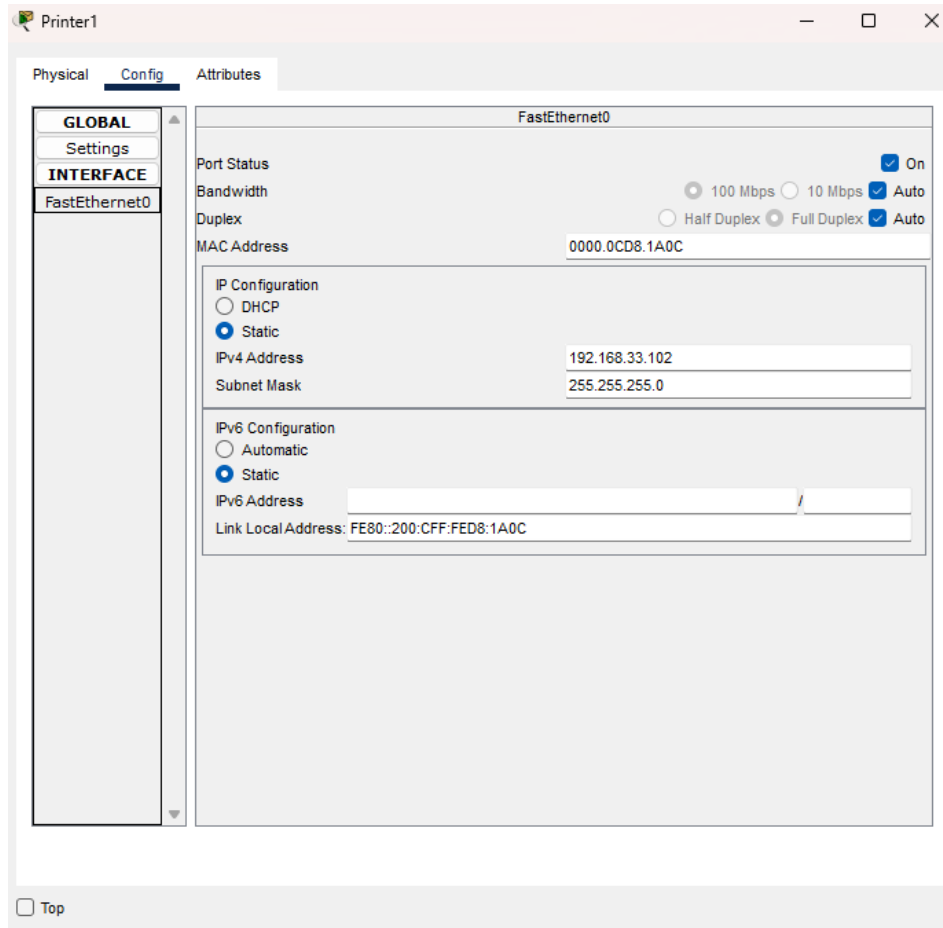 Printer1
Physical Config Attributes
GLOBAL
Settings
INTERFACE
FastEthernet0
FastEthernet0
Port Status On
Bandwidth 100 Mbps 10 Mbps Auto
Duplex Half Duplex Full Duplex Auto
MAC Address 0000.0CD8.1A0C
IP Configuration
DHCP
Static
IPv4 Address 192.168.33.102
Subnet Mask 255.255.255.0
IPv6 Configuration
Automatic
Static
IPv6 Address /
Link Local Address: FE80::200:CFF:FED8:1A0C
Top